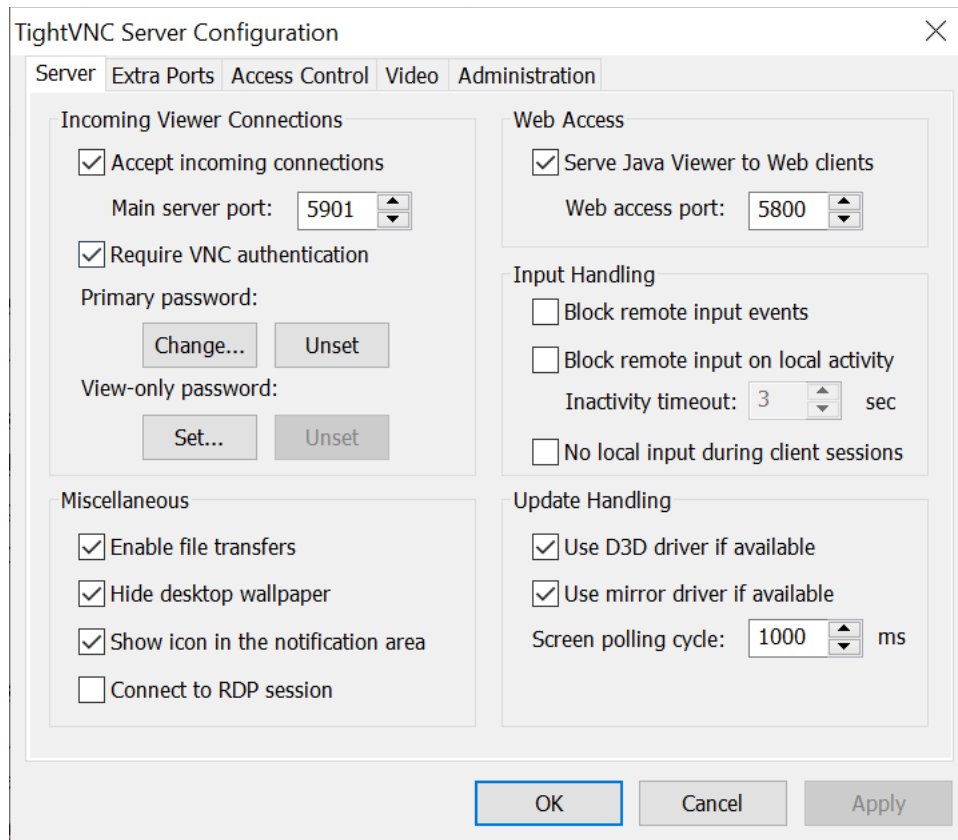 TightVNC Server Configuration
Server Extra Ports Access Control Video Administration
Incoming Viewer Connections
Accept incoming connections
Main server port: 5901
Require VNC authentication
Primary password:
Change... Unset
View-only password:
Set... Unset
Miscellaneous
Enable file transfers
Hide desktop wallpaper
Show icon in the notification area
Connect to RDP session
Web Access
Serve Java Viewer to Web clients
Web access port: 5800
Input Handling
Block remote input events
Block remote input on local activity
Inactivity timeout: 3 sec
No local input during client sessions
Update Handling
Use D3D driver if available
Use mirror driver if available
Screen polling cycle: 1000 ms
OK Cancel Apply